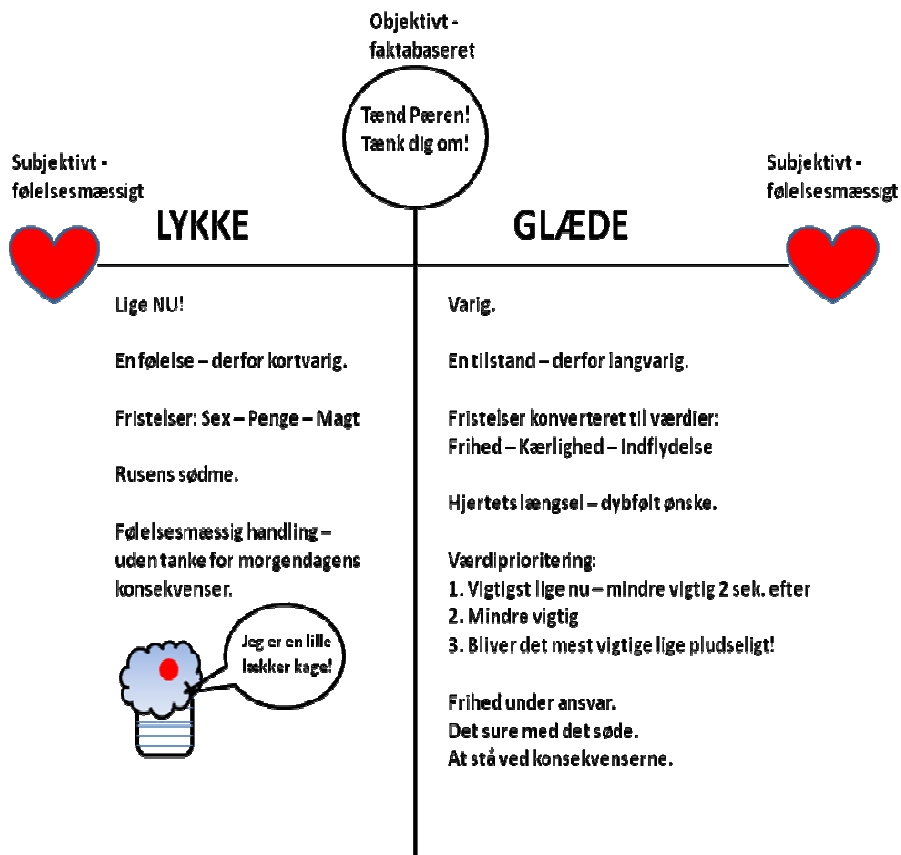 Objektivt -
faktabaseret
Tænd Pæren!
Tænk dig om!
Subjektivt -
følelsesmæssigt
Subjektivt -
følelsesmæssigt
LYKKE
GLÆDE
Lige NU!
En følelse – derfor kortvarig.
Fristelser: Sex – Penge – Magt
Rusens sødme.
Følelsesmæssig handling –
uden tanke for morgendagens
konsekvenser.
Jeg er en lille
lækker kage!
Varig.
En tilstand – derfor langvarig.
Fristelser konverteret til værdier:
Frihed – Kærlighed – Indflydelse
Hjertets længsel – dybfølt ønske.
Værdiprioritering:
1. Vigtigst lige nu – mindre vigtig 2 sek. efter
2. Mindre vigtig
3. Bliver det mest vigtige lige pludseligt!
Frihed under ansvar.
Det sure med det søde.
At stå ved konsekvenserne.